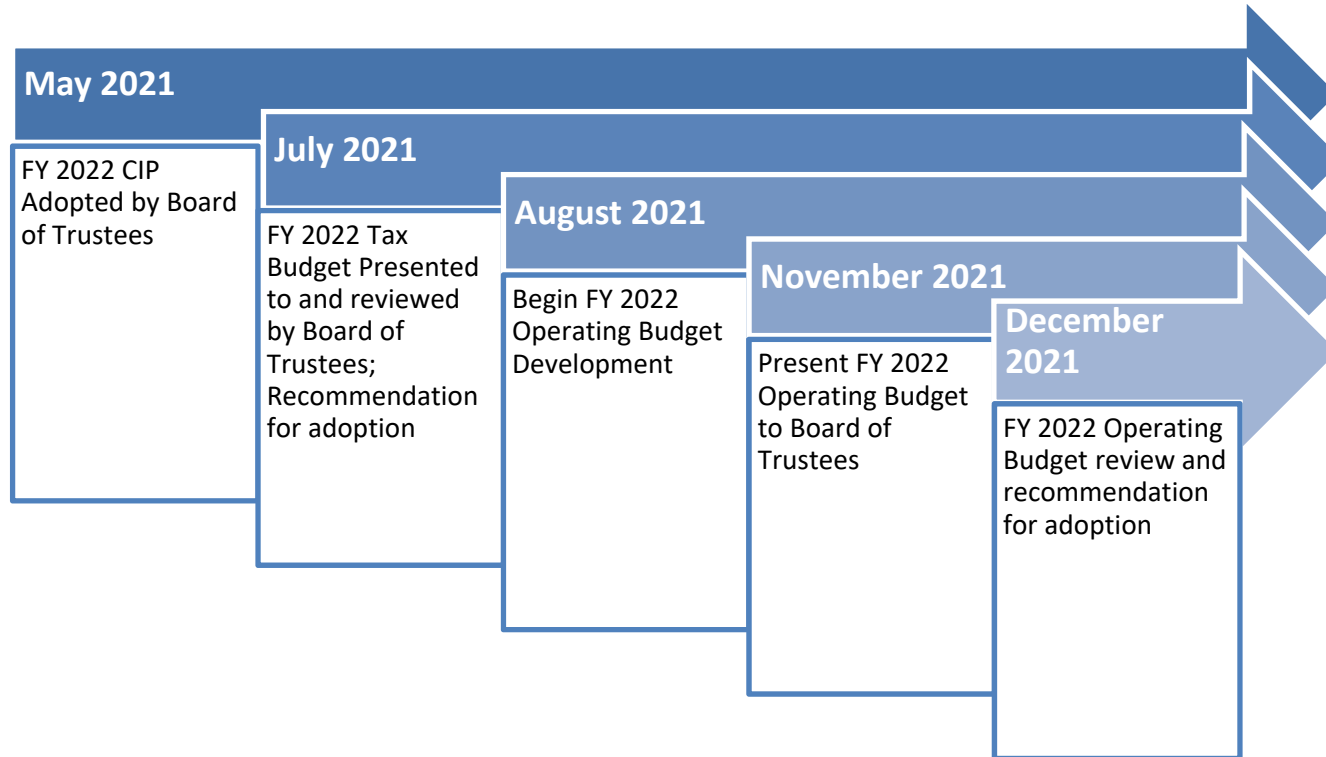 May 2021
FY 2022 CIP
Adopted by Board
of Trustees
July 2021
FY 2022 Tax
Budget Presented
to and reviewed
by Board of
Trustees;
Recommendation
for adoption
August 2021
Begin FY 2022
Operating Budget
Development
November 2021
Present FY 2022
Operating Budget
to Board of
Trustees
December
2021
FY 2022 Operating
Budget review and
recommendation
for adoption